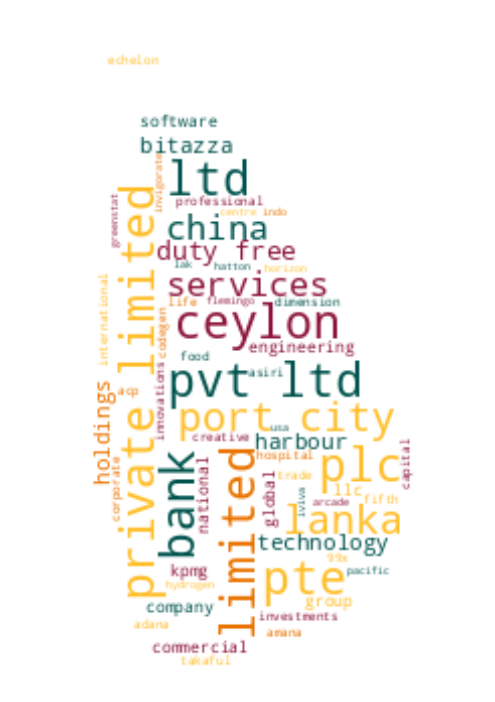 echelon
software
bitazza
invigorate
ltd
greenstat
professional
centre
indo
private limited
china
duty free
lak
hatton
horizon
international
services
life
flemingo
dimension
codegen
ceylon
engineering
food
innovations
pvt ltd
asiri
holdings
acp
port city
usa
creative
harbour
capital
corporate
bank
national
limited
hospital
plc
global
trade
llc
fifth
iviva
arcade
lanka
technology
99x
kpmg
hydrogen
pte
pacific
company
group
adana
investments
amana
commercial
takaful